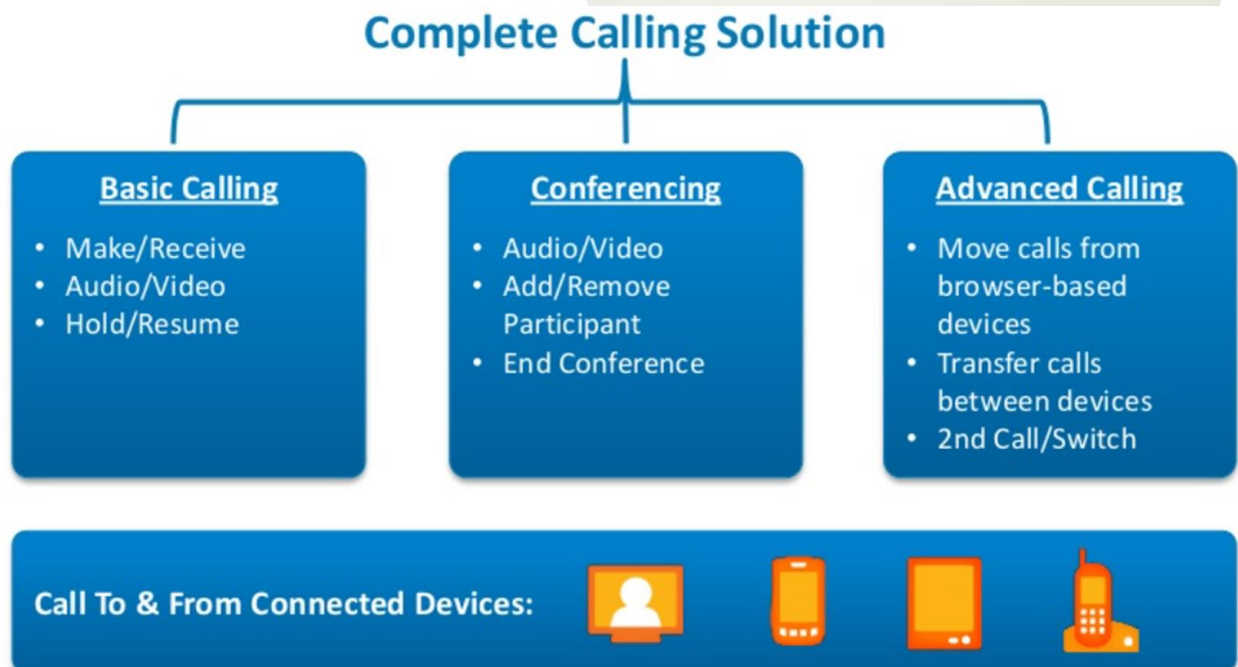 Complete Calling Solution
Basic Calling
• Make/Receive
• Audio/Video
• Hold/Resume
Conferencing
• Audio/Video
• Add/Remove
Participant
• End Conference
Advanced Calling
• Move calls from
browser-based
devices
• Transfer calls
between devices
• 2nd Call/Switch
Call To & From Connected Devices: